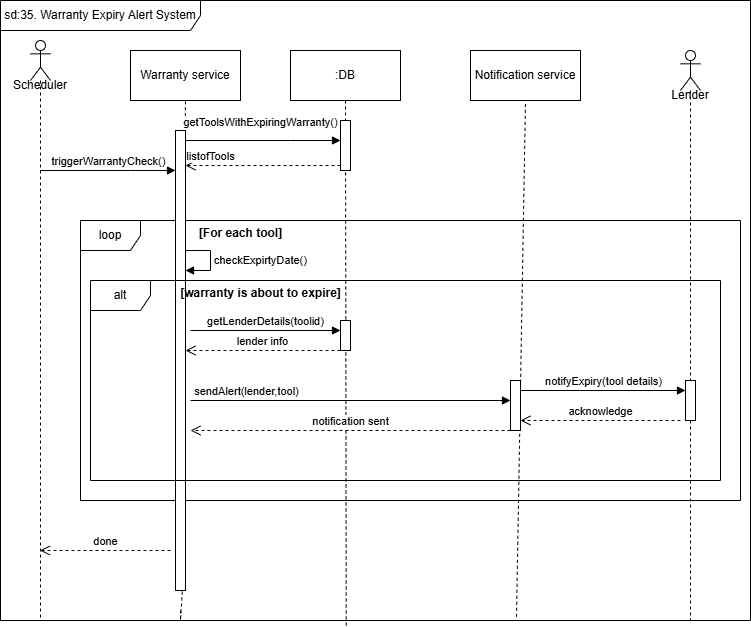 sd:35. Warranty Expiry Alert System
Scheduler
Warranty service
:DB
Notification service
Lender
getToolsWithExpiringWarranty()
listofTools
triggerWarrantyCheck()
loop
[For each tool]
checkExpirtyDate()
alt
[warranty is about to expire]
getLenderDetails(toolid)
lender info
notifyExpiry(tool details)
sendAlert(lender,tool)
acknowledge
notification sent
done